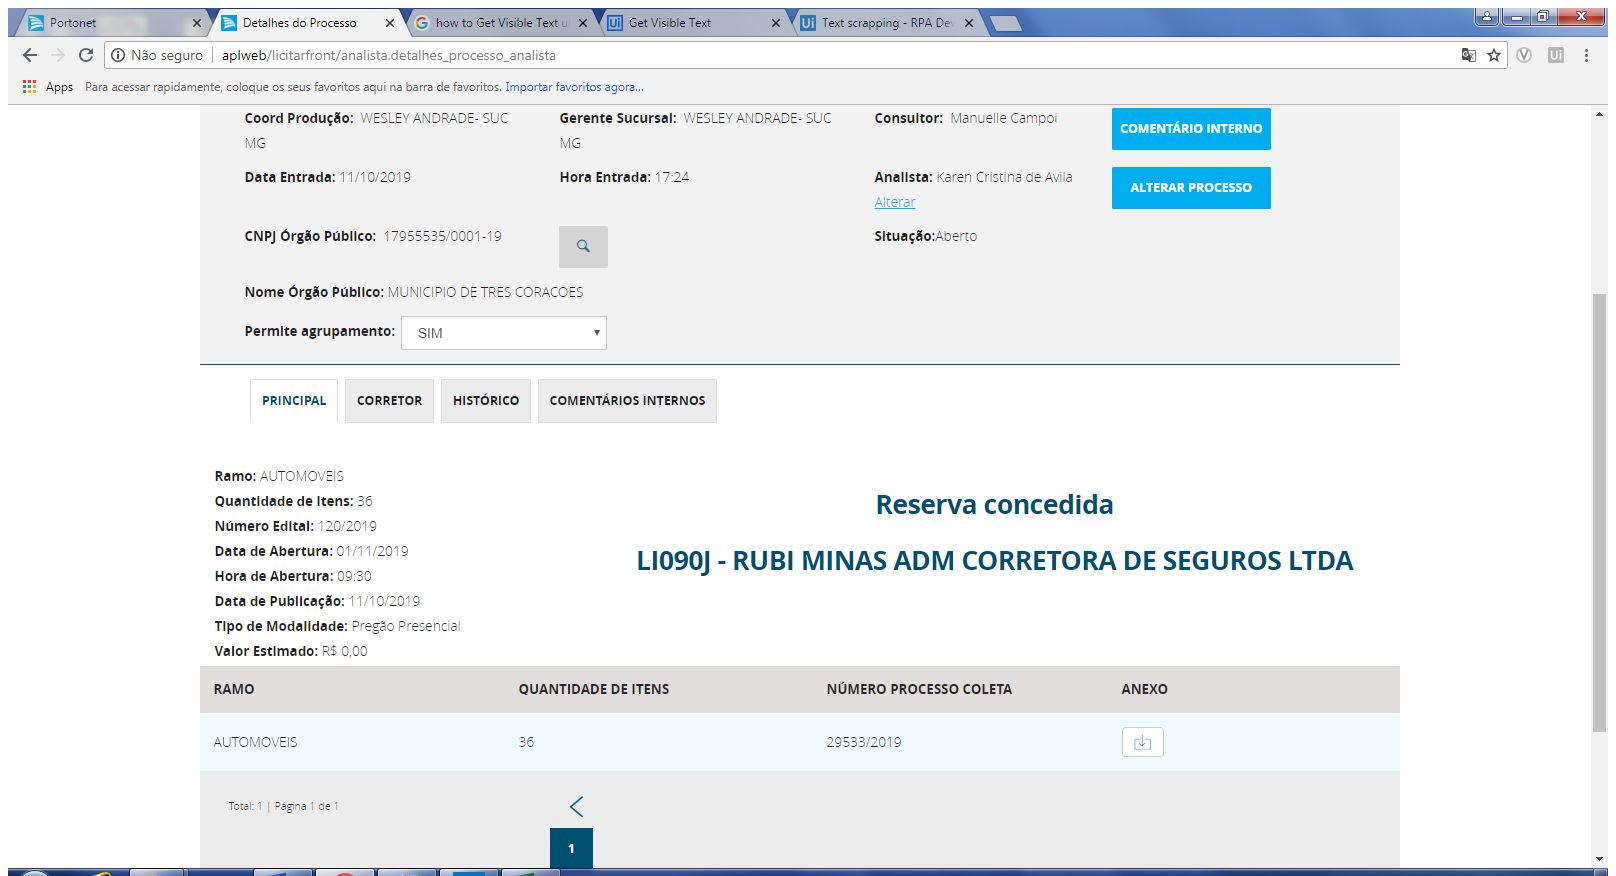 Portonet
Detalhes do Processo
how to Get Visible Text u
Get Visible Text
Text scrapping - RPA Dev
Não seguro | aplweb/licitarfront/analista.detalhes_processo_analista
Apps Para acessar rapidamente, coloque os seus favoritos aqui na barra de favoritos. Importar favoritos agora...
Coord Produção: WESLEY ANDRADE- SUC
MG
Gerente Sucursal: WESLEY ANDRADE- SUC
MG
Consultor: Manuelle Campoi
COMENTÁRIO INTERNO
Data Entrada: 11/10/2019
Hora Entrada: 17:24
Analista: Karen Cristina de Avila
Alterar
ALTERAR PROCESSO
CNPJ Órgão Público: 17955535/0001-19
Situação:Aberto
Nome Órgão Público: MUNICIPIO DE TRES CORACOES
Permite agrupamento: SIM
PRINCIPAL
CORRETOR
HISTÓRICO
COMENTÁRIOS INTERNOS
Ramo: AUTOMOVEIS
Quantidade de Itens: 36
Número Edital: 120/2019
Data de Abertura: 01/11/2019
Hora de Abertura: 09:30
Data de Publicação: 11/10/2019
Tipo de Modalidade: Pregão Presencial
Valor Estimado: R$ 0,00
Reserva concedida
LI090J - RUBI MINAS ADM CORRETORA DE SEGUROS LTDA
RAMO QUANTIDADE DE ITENS NÚMERO PROCESSO COLETA ANEXO
AUTOMOVEIS 36 29533/2019
Total: 1 | Página 1 de 1
1